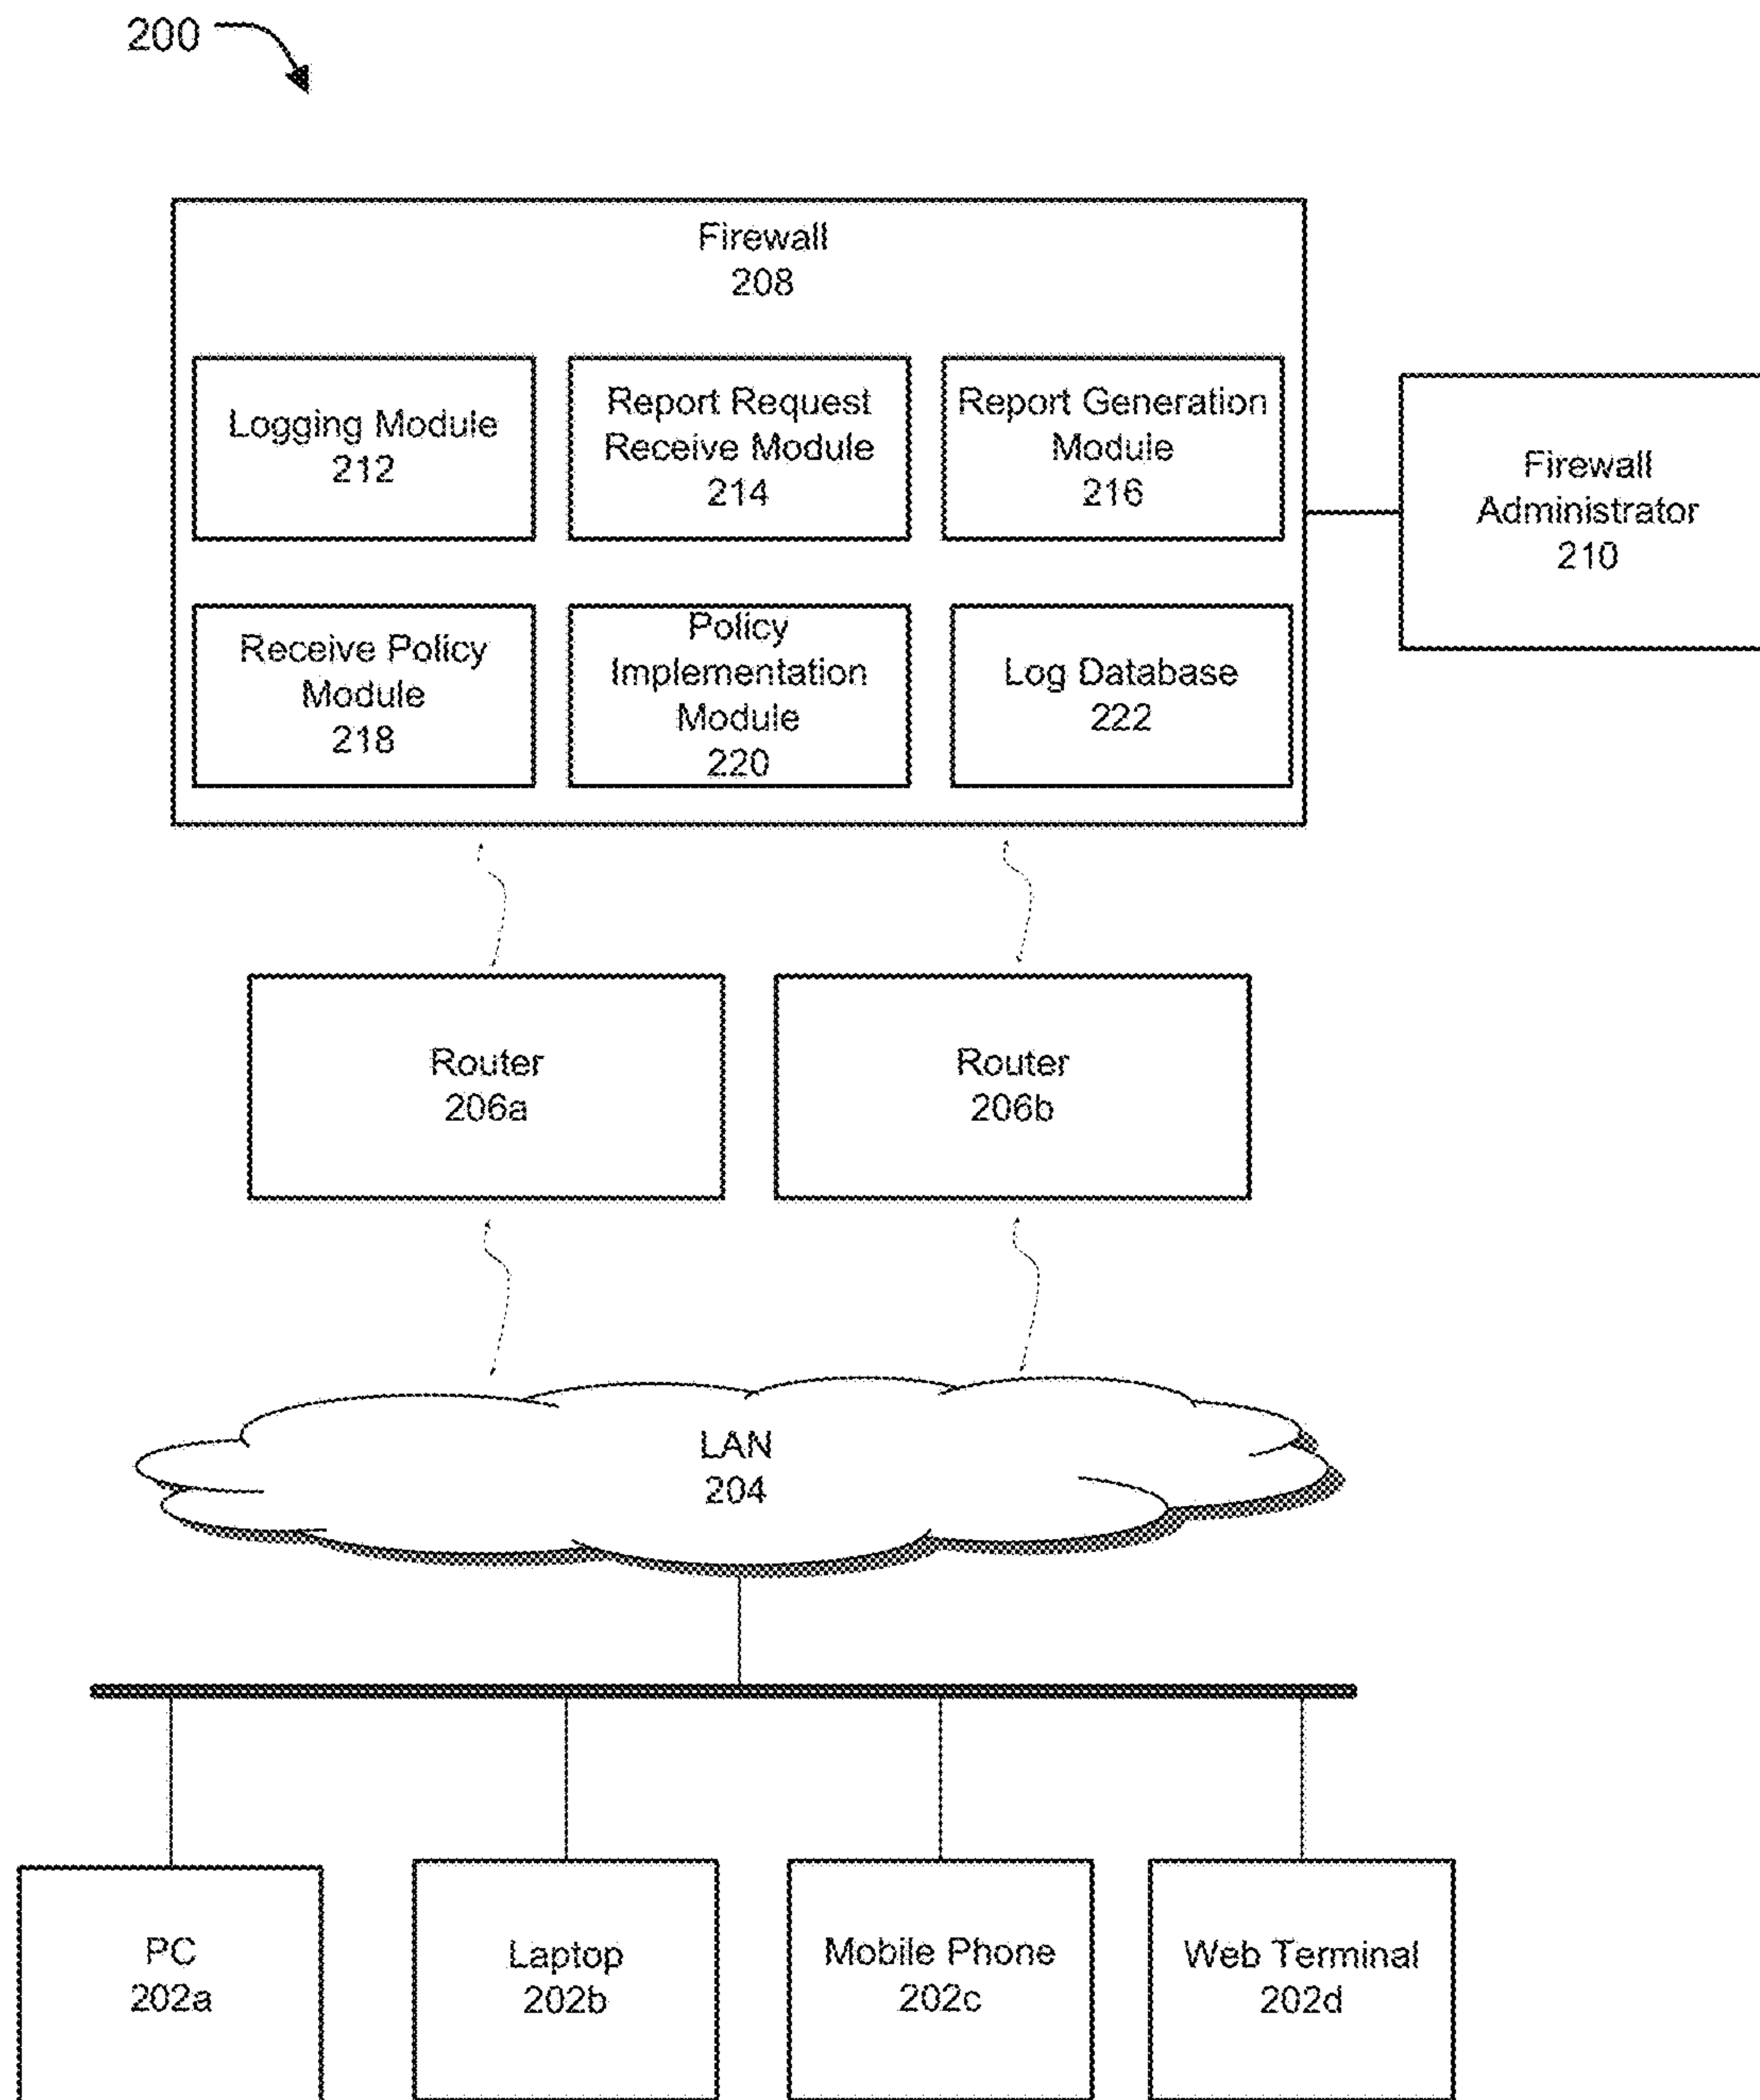 200
Firewall
208
Logging Module
212
Report Request
Receive Module
214
Report Generation
Module
216
Firewall
Administrator
210
Receive Policy
Module
218
Policy
Implementation
Module
220
Log Database
222
Router
206a
Router
206b
LAN
204
PC
202a
Laptop
202b
Mobile Phone
202c
Web Terminal
202d